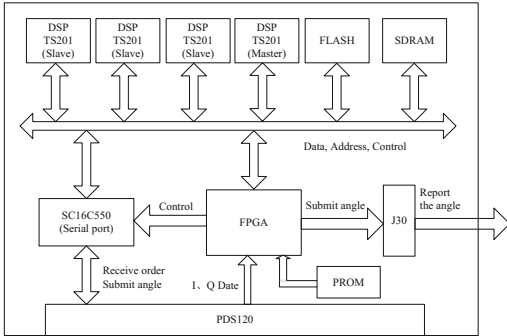 DSP
TS201
(Slave)
DSP
TS201
(Slave)
DSP
TS201
(Slave)
DSP
TS201
(Master)
FLASH
SDRAM
Data, Address, Control
SC16C550
(Serial port)
Control
FPGA
Submit angle
J30
Report
the angle
Receive order
Submit angle
I、Q Date
PROM
PDS120